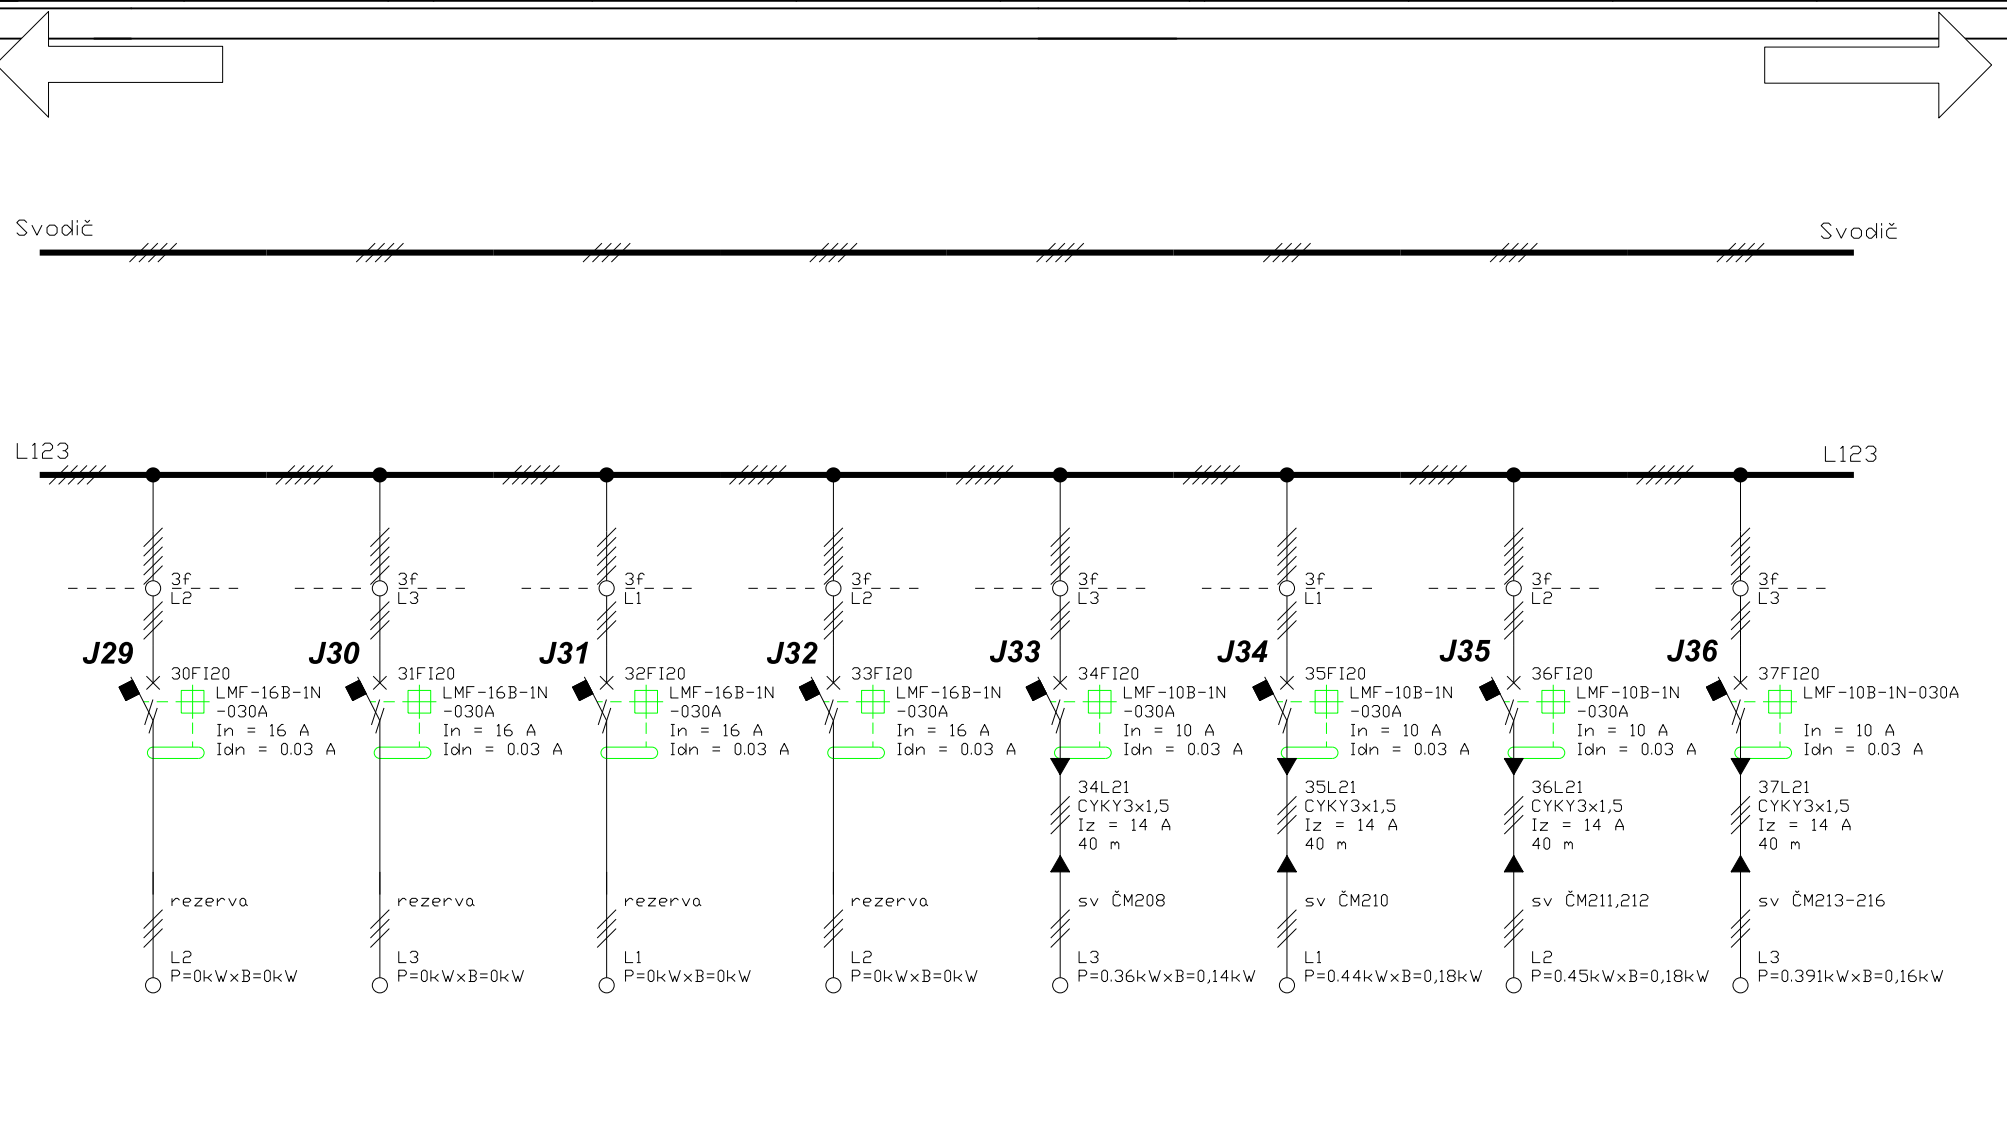 Svodič
Svodič
L123
L123
3f
L2
J29
30FI20
LMF-16B-1N
-030A
In = 16 A
Idn = 0.03 A
rezerva
L2
P=0kWxB=0kW
3f
L3
J30
31FI20
LMF-16B-1N
-030A
In = 16 A
Idn = 0.03 A
rezerva
L3
P=0kWxB=0kW
3f
L1
J31
32FI20
LMF-16B-1N
-030A
In = 16 A
Idn = 0.03 A
rezerva
L1
P=0kWxB=0kW
3f
L2
J32
33FI20
LMF-16B-1N
-030A
In = 16 A
Idn = 0.03 A
rezerva
L2
P=0kWxB=0kW
3f
L3
J33
34FI20
LMF-10B-1N
-030A
In = 10 A
Idn = 0.03 A
34L21
CYKY3x1,5
Iz = 14 A
40 m
sv ČM208
L3
P=0.36kWxB=0,14kW
3f
L1
J34
35FI20
LMF-10B-1N
-030A
In = 10 A
Idn = 0.03 A
35L21
CYKY3x1,5
Iz = 14 A
40 m
sv ČM210
L1
P=0.44kWxB=0,18kW
3f
L2
J35
36FI20
LMF-10B-1N
-030A
In = 10 A
Idn = 0.03 A
36L21
CYKY3x1,5
Iz = 14 A
40 m
sv ČM211,212
L2
P=0.45kWxB=0,18kW
3f
L3
J36
37FI20
LMF-10B-1N-030A
In = 10 A
Idn = 0.03 A
37L21
CYKY3x1,5
Iz = 14 A
40 m
sv ČM213-216
L3
P=0.391kWxB=0,16kW